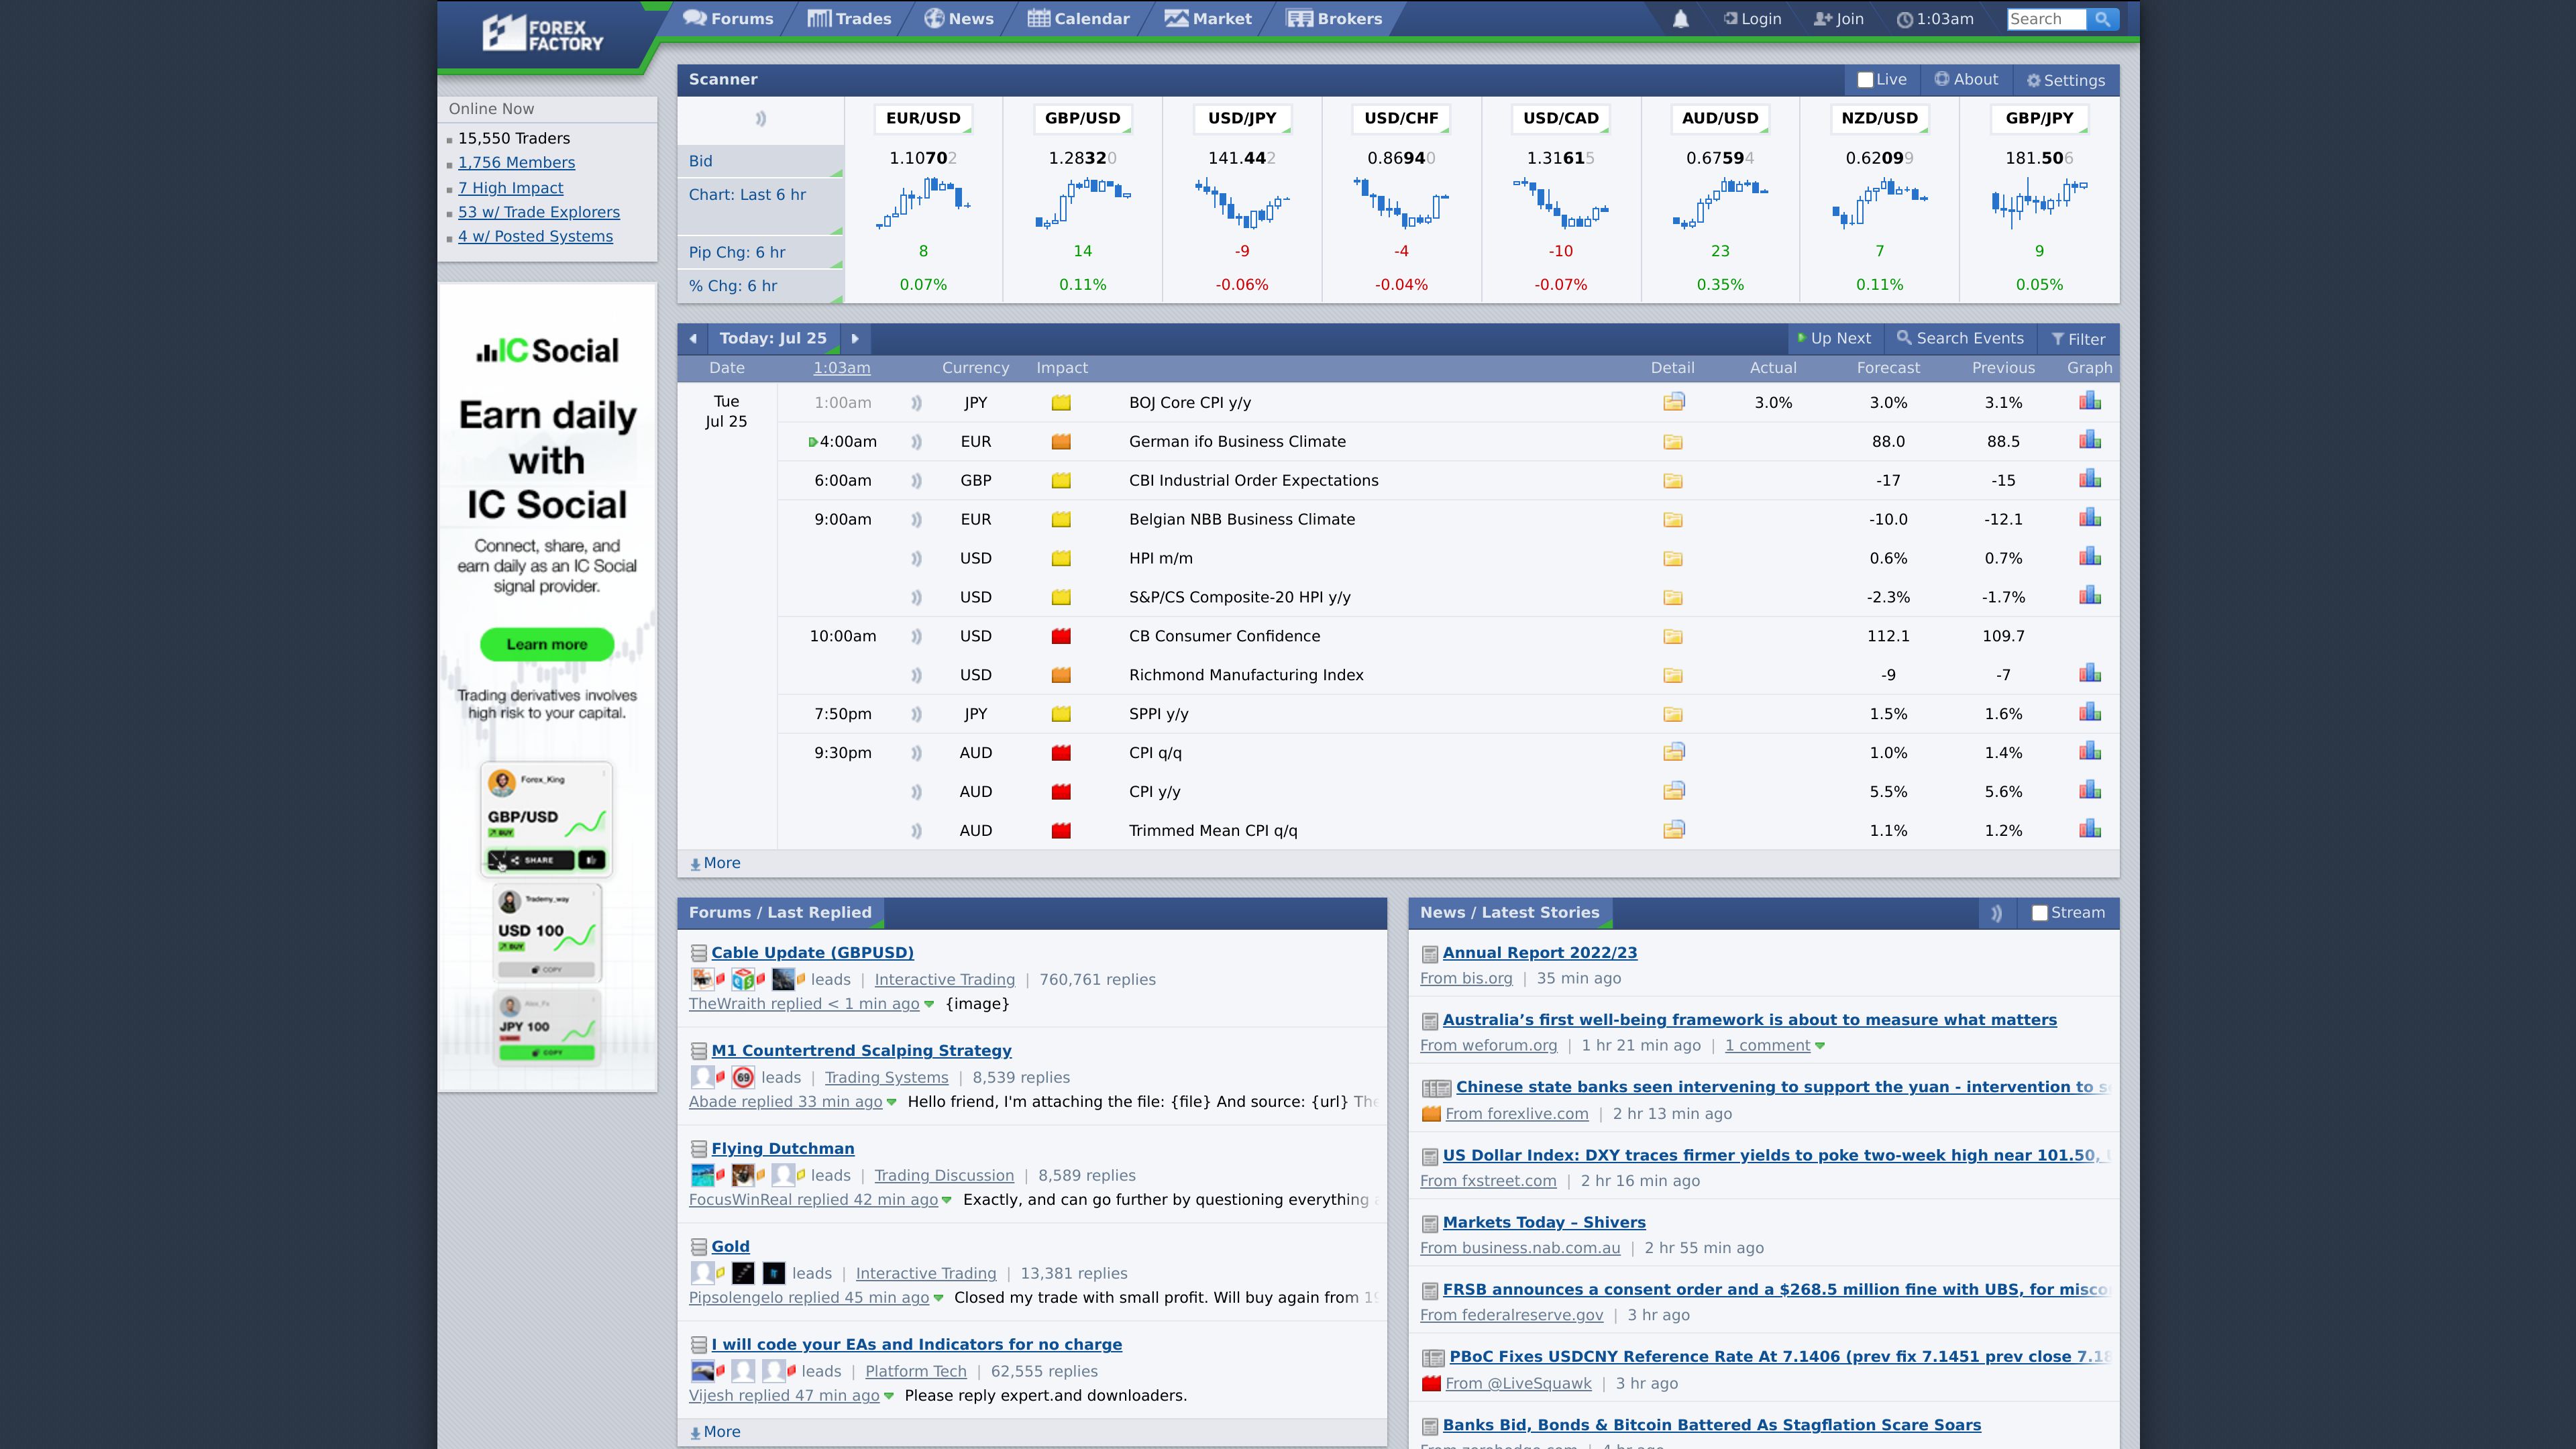 FOREX FACTORY
Forums Trades News Calendar Market Brokers
Login Join 1:03am Search
Online Now
15,550 Traders
1,756 Members
7 High Impact
53 w/ Trade Explorers
4 w/ Posted Systems
IC Social
Earn daily
with
IC Social
Connect, share, and
earn daily as an IC Social
signal provider.
Learn more
Trading derivatives involves
high risk to your capital.
Forex_King
GBP/USD
BUY
SHARE
Trademy_way
USD 100
BUY
COPY
Alex_Fx
JPY 100
COPY
Scanner Live About Settings
EUR/USD GBP/USD USD/JPY USD/CHF USD/CAD AUD/USD NZD/USD GBP/JPY
Bid 1.10702 1.28320 141.442 0.86940 1.31615 0.67594 0.62099 181.506
Chart: Last 6 hr
Pip Chg: 6 hr 8 14 -9 -4 -10 23 7 9
% Chg: 6 hr 0.07% 0.11% -0.06% -0.04% -0.07% 0.35% 0.11% 0.05%
Today: Jul 25 Up Next Search Events Filter
Date 1:03am Currency Impact Detail Actual Forecast Previous Graph
Tue
Jul 25
1:00am JPY BOJ Core CPI y/y 3.0% 3.0% 3.1%
4:00am EUR German ifo Business Climate 88.0 88.5
6:00am GBP CBI Industrial Order Expectations -17 -15
9:00am EUR Belgian NBB Business Climate -10.0 -12.1
USD HPI m/m 0.6% 0.7%
USD S&P/CS Composite-20 HPI y/y -2.3% -1.7%
10:00am USD CB Consumer Confidence 112.1 109.7
USD Richmond Manufacturing Index -9 -7
7:50pm JPY SPPI y/y 1.5% 1.6%
9:30pm AUD CPI q/q 1.0% 1.4%
AUD CPI y/y 5.5% 5.6%
AUD Trimmed Mean CPI q/q 1.1% 1.2%
More
Forums / Last Replied
Cable Update (GBPUSD)
leads | Interactive Trading | 760,761 replies
TheWraith replied < 1 min ago {image}
M1 Countertrend Scalping Strategy
69 leads | Trading Systems | 8,539 replies
Abade replied 33 min ago Hello friend, I'm attaching the file: {file} And source: {url} The
Flying Dutchman
leads | Trading Discussion | 8,589 replies
FocusWinReal replied 42 min ago Exactly, and can go further by questioning everything
Gold
leads | Interactive Trading | 13,381 replies
Pipsolengelo replied 45 min ago Closed my trade with small profit. Will buy again from
I will code your EAs and Indicators for no charge
leads | Platform Tech | 62,555 replies
Vijesh replied 47 min ago Please reply expert.and downloaders.
More
News / Latest Stories Stream
Annual Report 2022/23
From bis.org | 35 min ago
Australia’s first well-being framework is about to measure what matters
From weforum.org | 1 hr 21 min ago | 1 comment
Chinese state banks seen intervening to support the yuan - intervention to
From forexlive.com | 2 hr 13 min ago
US Dollar Index: DXY traces firmer yields to poke two-week high near 101.50,
From fxstreet.com | 2 hr 16 min ago
Markets Today – Shivers
From business.nab.com.au | 2 hr 55 min ago
FRSB announces a consent order and a $268.5 million fine with UBS, for misco
From federalreserve.gov | 3 hr ago
PBoC Fixes USDCNY Reference Rate At 7.1406 (prev fix 7.1451 prev close
From @LiveSquawk | 3 hr ago
Banks Bid, Bonds & Bitcoin Battered As Stagflation Scare Soars